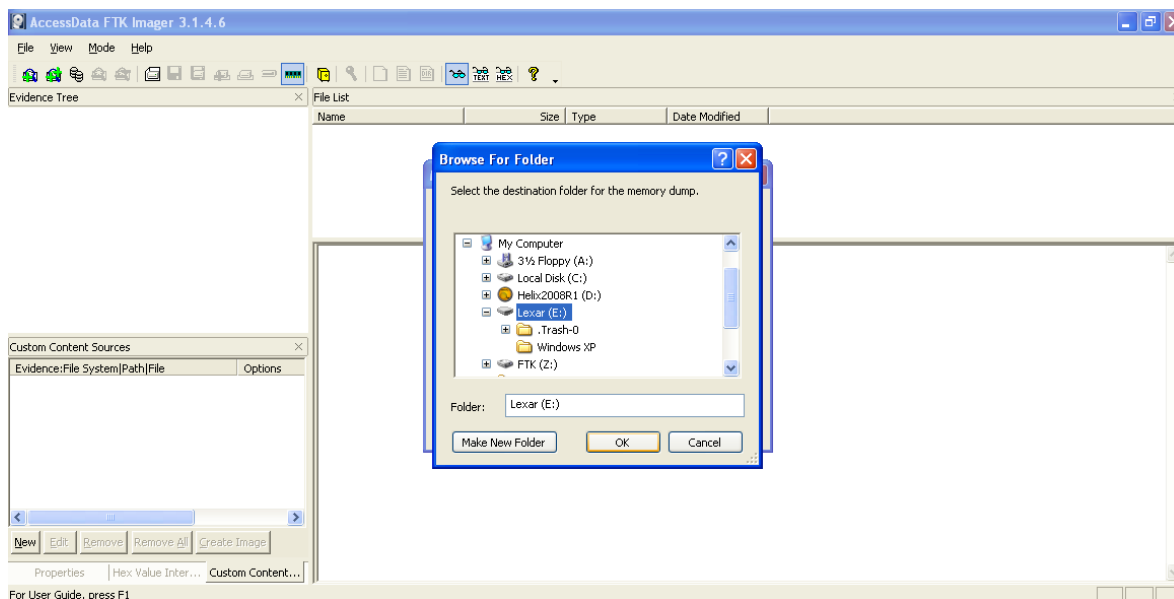 AccessData FTK Imager 3.1.4.6
File View Mode Help
TEXT HEX
Evidence Tree
File List
Name Size Type Date Modified
Browse For Folder
Select the destination folder for the memory dump.
My Computer
3½ Floppy (A:)
Local Disk (C:)
Helix2008R1 (D:)
Lexar (E:)
.Trash-0
Windows XP
FTK (Z:)
Folder: Lexar (E:)
Make New Folder OK Cancel
Custom Content Sources
Evidence:File System|Path|File Options
New Edit Remove Remove All Create Image
Properties Hex Value Inter... Custom Content...
For User Guide, press F1